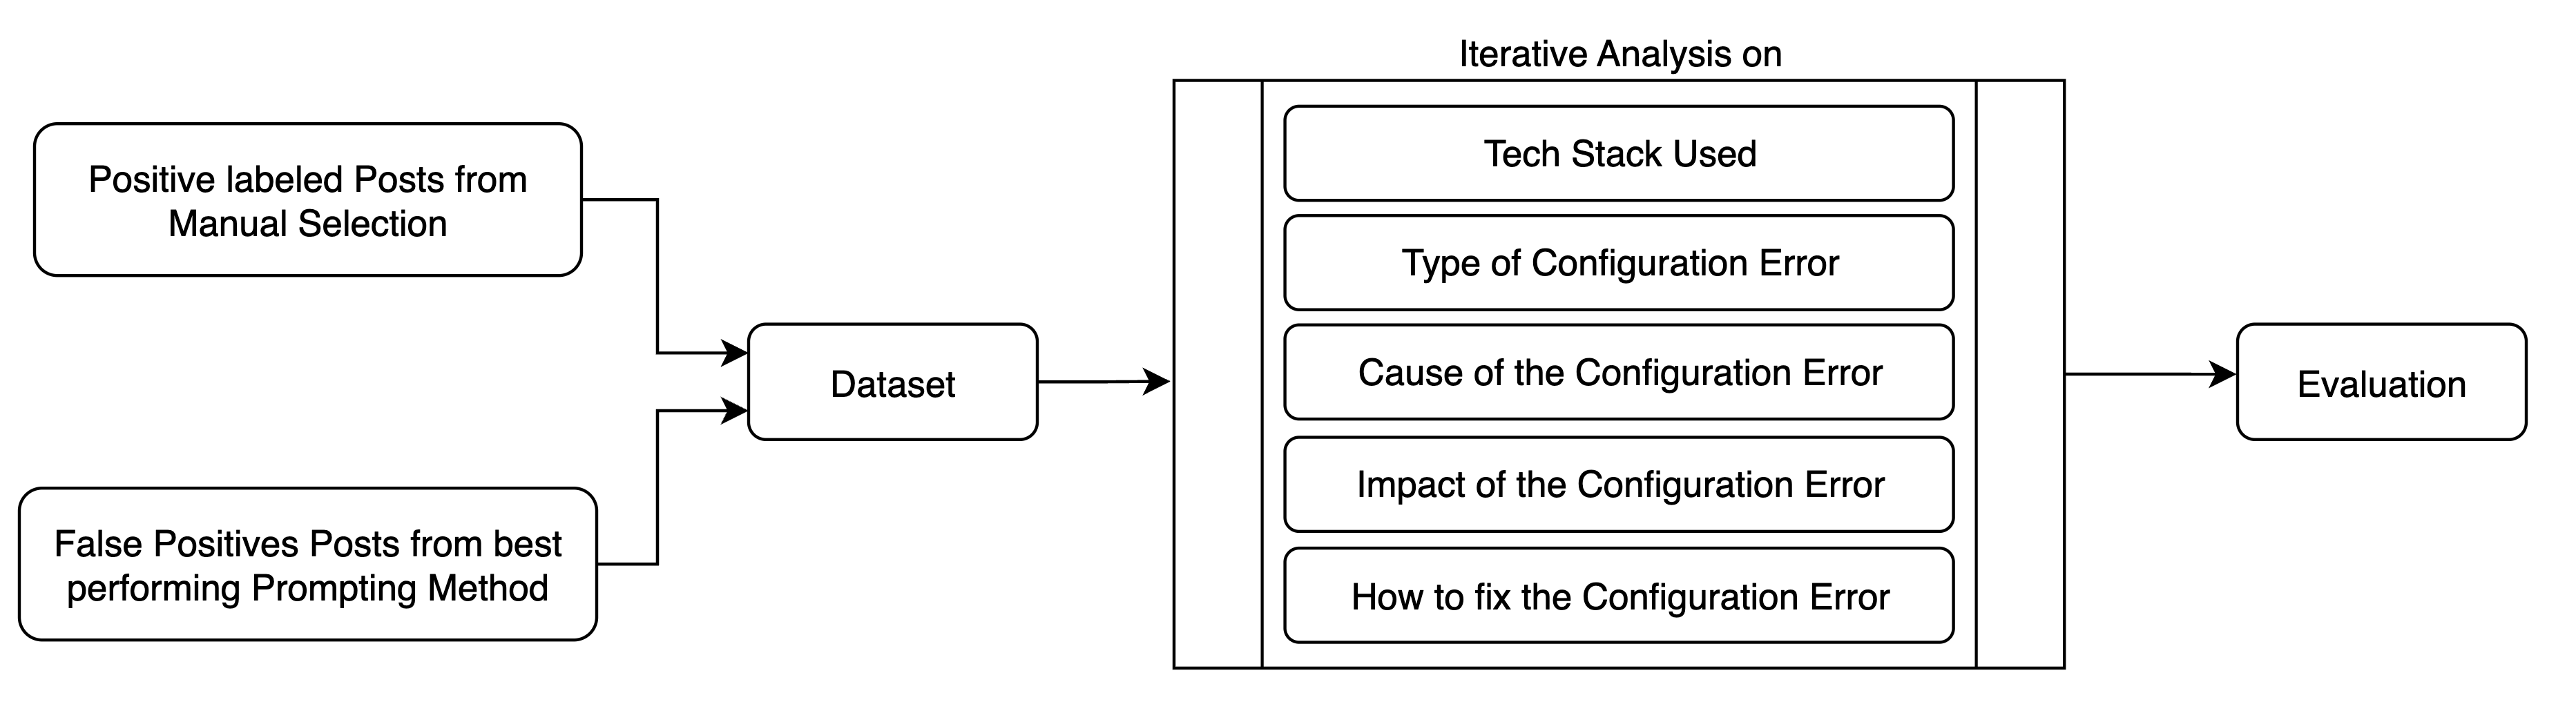 Positive labeled Posts from
Manual Selection
False Positives Posts from best
performing Prompting Method
Dataset
Iterative Analysis on
Tech Stack Used
Type of Configuration Error
Cause of the Configuration Error
Impact of the Configuration Error
How to fix the Configuration Error
Evaluation